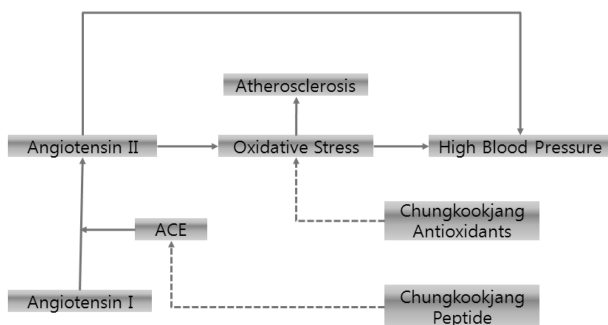 Atherosclerosis
Angiotensin II
Oxidative Stress
High Blood Pressure
ACE
Chungkookjang
Antioxidants
Angiotensin I
Chungkookjang
Peptide